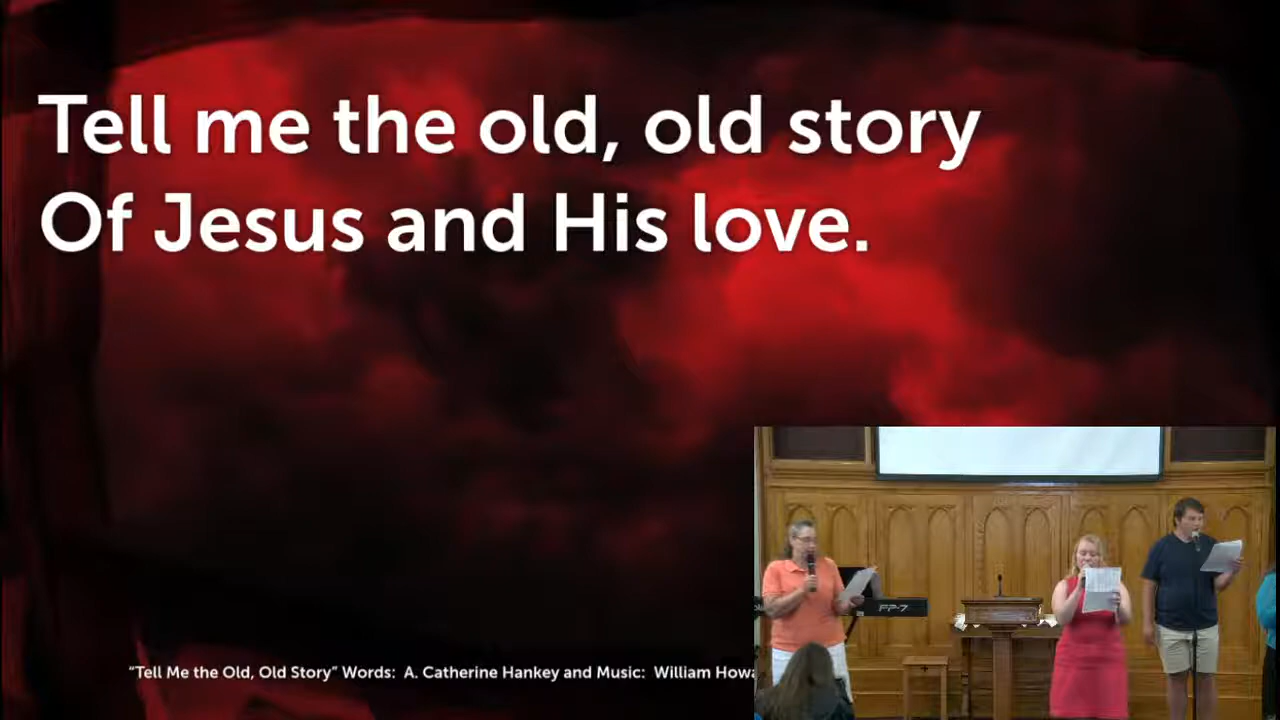 Tell me the old, old story
Of Jesus and His love.
"Tell Me the Old, Old Story" Words:  A. Catherine Hankey and Music:  William Howa
FP-7